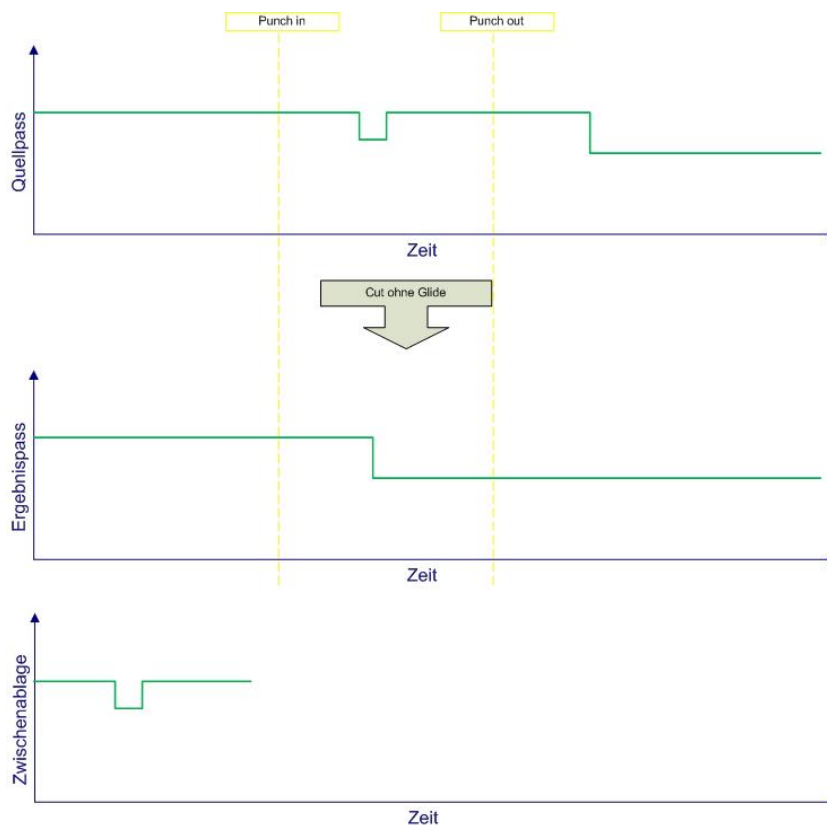 Punch in
Punch out
Quellpass
Zeit
Cut ohne Glide
Ergebnispass
Zeit
Zwischenablage
Zeit